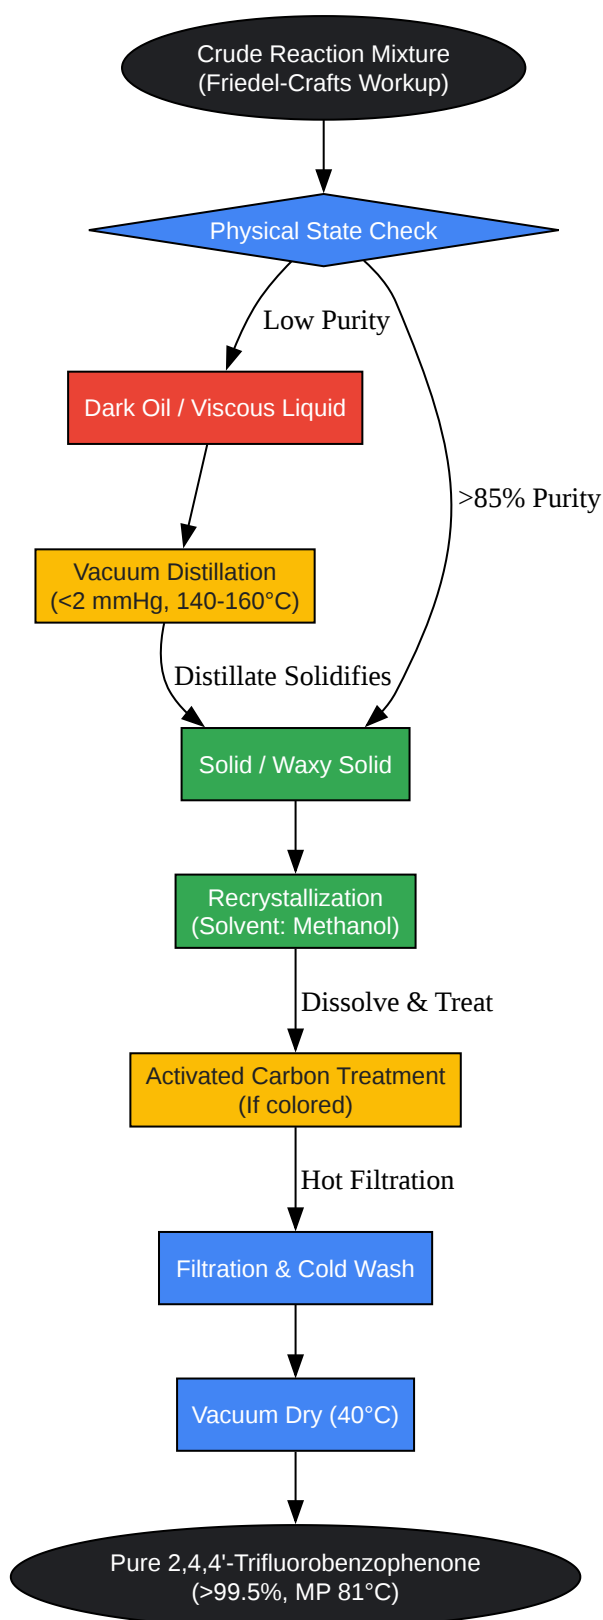 Crude Reaction Mixture
(Friedel-Crafts Workup)
Physical State Check
Low Purity
Dark Oil / Viscous Liquid
>85% Purity
Vacuum Distillation
(<2 mmHg, 140-160°C)
Distillate Solidifies
Solid / Waxy Solid
Recrystallization
(Solvent: Methanol)
Dissolve & Treat
Activated Carbon Treatment
(If colored)
Hot Filtration
Filtration & Cold Wash
Vacuum Dry (40°C)
Pure 2,4,4'-Trifluorobenzophenone
(>99.5%, MP 81°C)